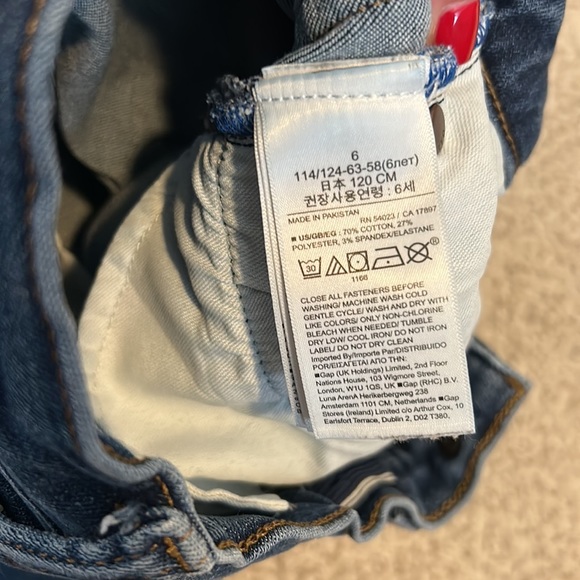 6
114/124-63-58(6лет)
日本 120 CM
권장사용연령 : 6세
MADE IN PAKISTAN RN 54023 / CA 17897
■ US/GB/EG : 70% COTTON, 27%
POLYESTER, 3% SPANDEX/ELASTANE
30
1168
CLOSE ALL FASTENERS BEFORE
WASHING/ MACHINE WASH COLD
GENTLE CYCLE/ WASH AND DRY WITH
LIKE COLORS/ ONLY NON-CHLORINE
BLEACH WHEN NEEDED/ TUMBLE
DRY LOW/ COOL IRON/ DO NOT IRON
LABEL/ DO NOT DRY CLEAN
Imported by/Importe Par/DISTRIBUIDO
POR/ΕΙΣΑΓΕΤΑΙ ΑΠΟ ΤΗΝ:
■Gap (UK Holdings) Limited, 2nd Floor
Nations House, 103 Wigmore Street,
London, W1U 1QS, UK ■Gap (RHC) B.V.
Luna ArenA Herikerbergweg 238
Amsterdam 1101 CM, Netherlands ■Gap
Stores (Ireland) Limited c/o Arthur Cox, 10
Earlsfort Terrace, Dublin 2, D02 T380,